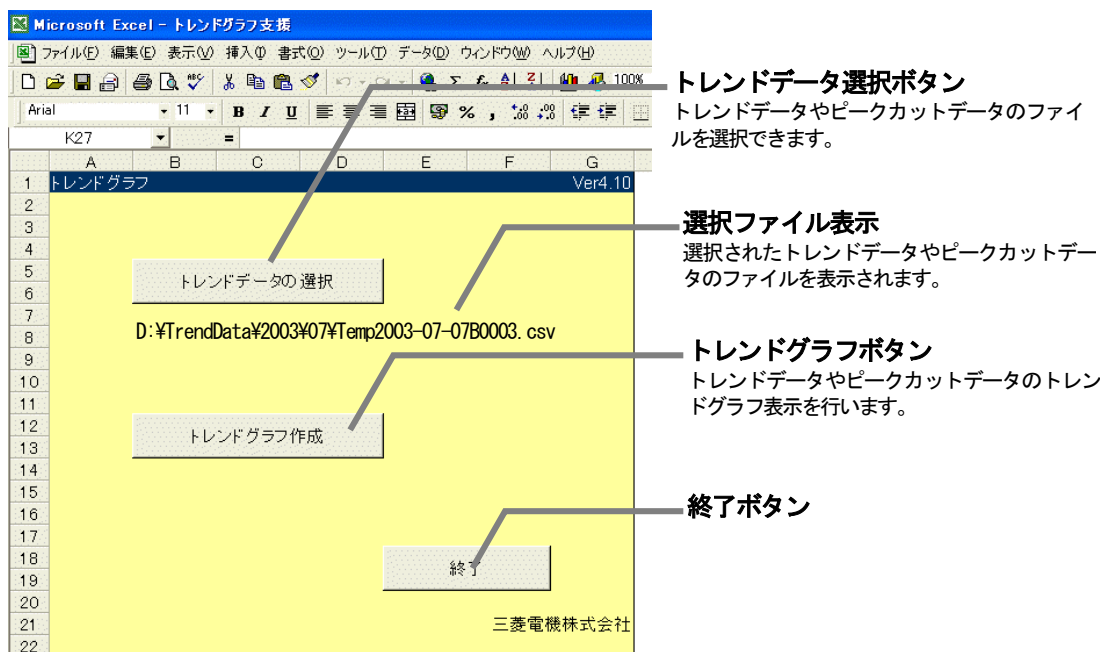 Microsoft Excel - トレンドグラフ支援
ファイル(F) 編集(E) 表示(V) 挿入(I) 書式(O) ツール(T) データ(D) ウィンドウ(W) ヘルプ(H)
100%
Arial 11 B I U % ,
K27 =
A B C D E F G
1 トレンドグラフ Ver4.10
2
3
4
5
6
トレンドデータの選択
7
8
D:¥TrendData¥2003¥07¥Temp2003-07-07B0003.csv
9
10
11
12
13
トレンドグラフ作成
14
15
16
17
18
19
終了
20
21 三菱電機株式会社
22
トレンドデータ選択ボタン
トレンドデータやピークカットデータのファイ
ルを選択できます。
選択ファイル表示
選択されたトレンドデータやピークカットデー
タのファイルを表示されます。
トレンドグラフボタン
トレンドデータやピークカットデータのトレン
ドグラフ表示を行います。
終了ボタン